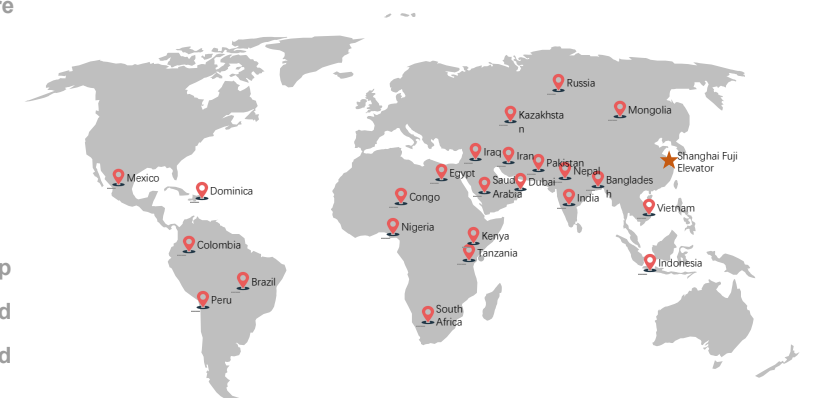 re
Russia
Kazakhsta
n
Mongolia
Iraq
Iran
Pakistan
Shanghai Fuji
Elevator
Egypt
Saudi
Arabia
Dubai
Nepal
Banglades
h
Mexico
Dominica
Congo
India
Vietnam
Nigeria
Kenya
Colombia
Tanzania
Indonesia
p
Brazil
Peru
South
Africa
d
d